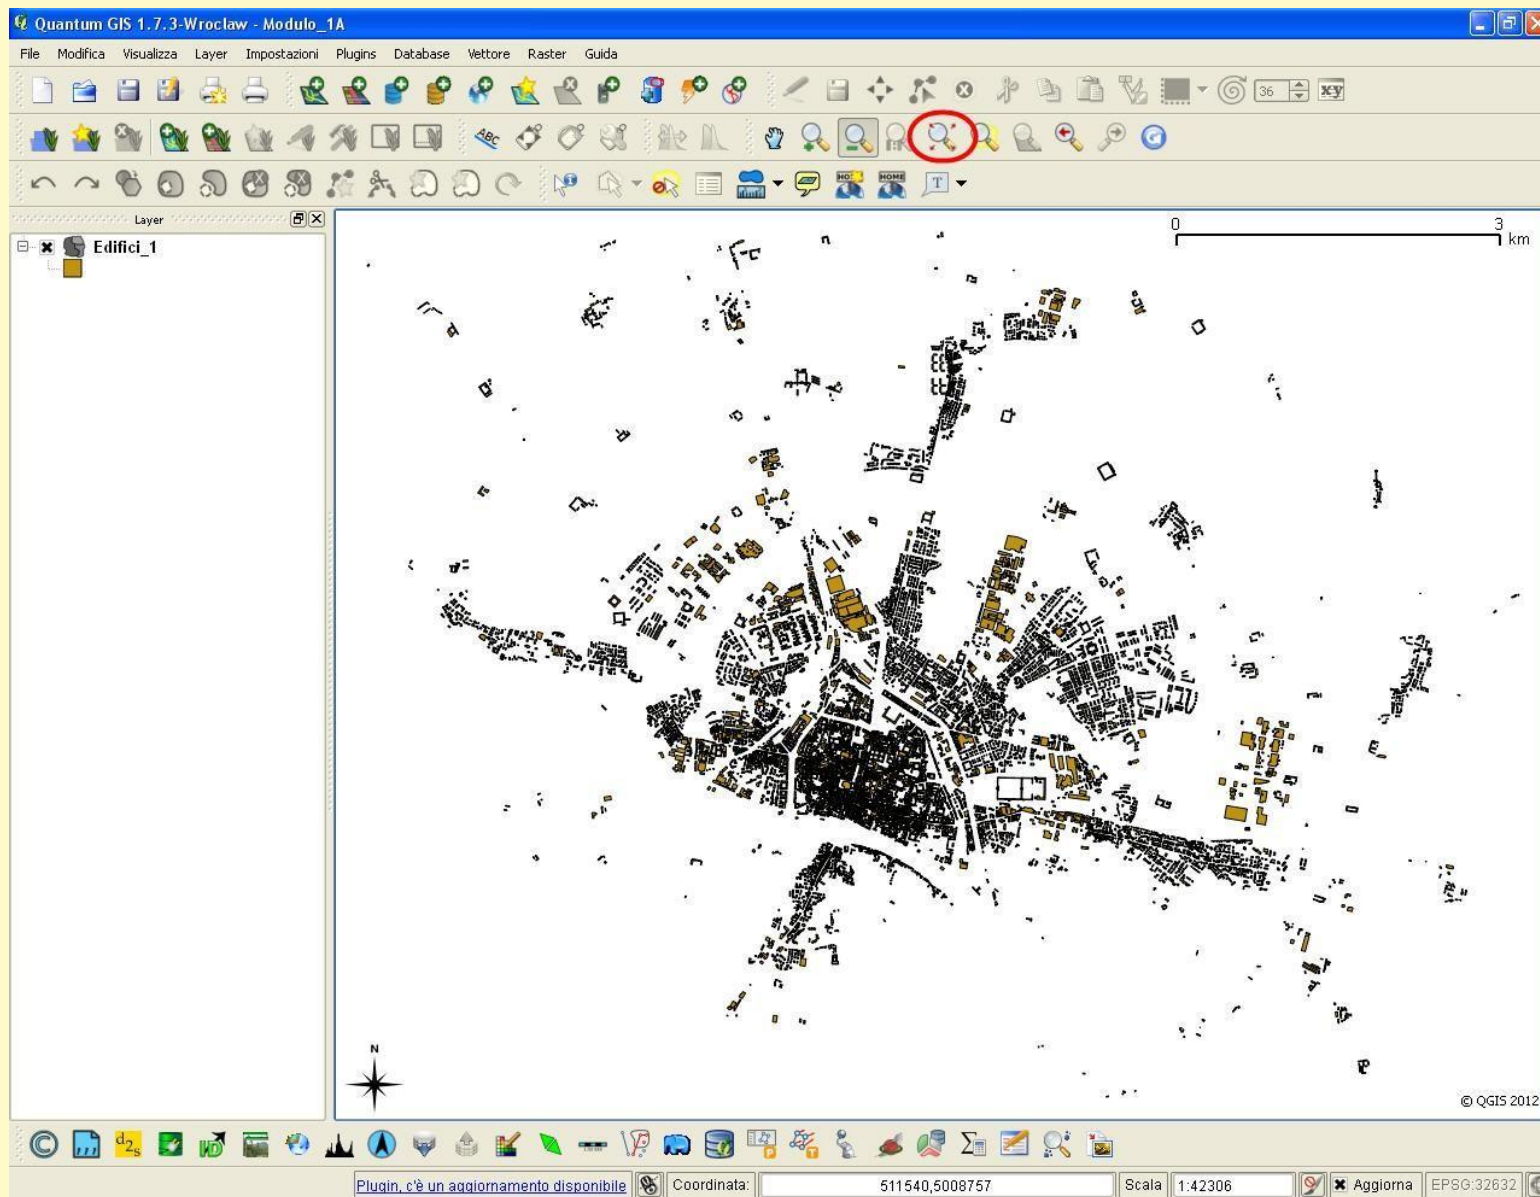 Quantum GIS 1.7.3-Wroclaw - Modulo_1A
File Modifica Visualizza Layer Impostazioni Plugins Database Vettore Raster Guida
36
ABC
HOME
T
Layer
Edifici_1
0 3 km
N
© QGIS 2012
Plugin, c'è un aggiornamento disponibile Coordinata: 511540,5008757 Scala 1:42306 Aggiorna EPSG:32632